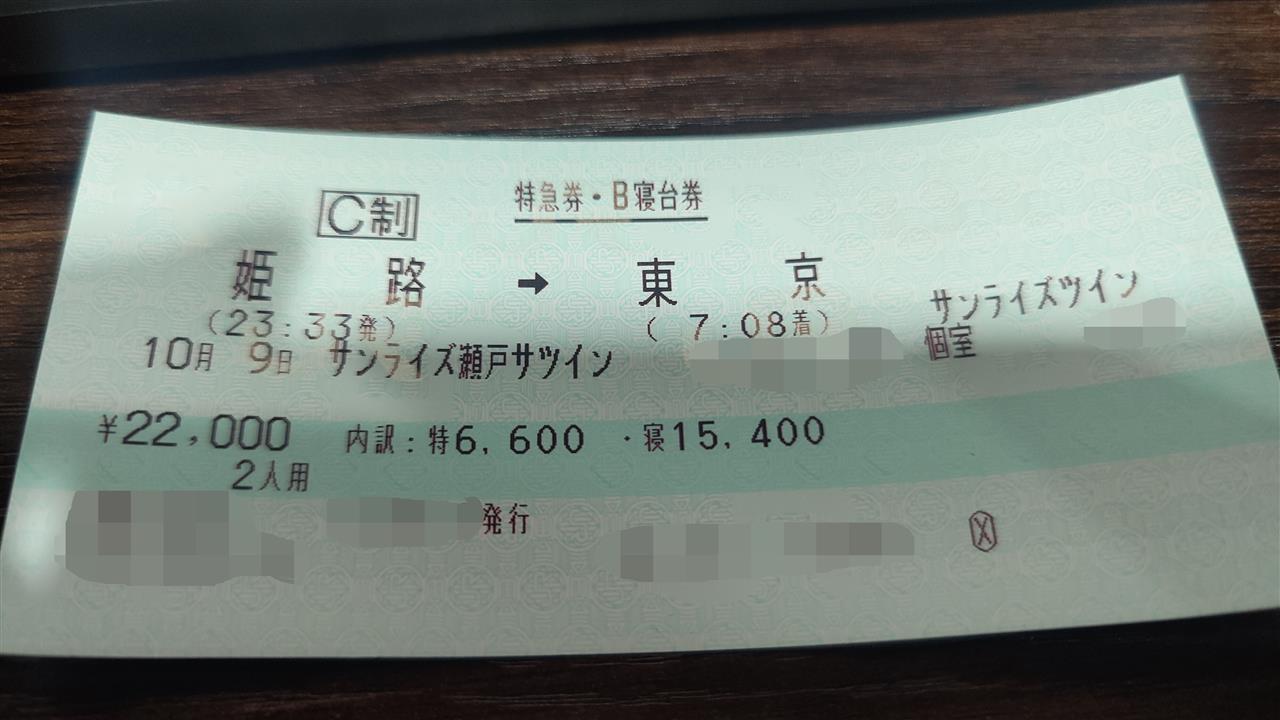 C制 特急券・B寝台券
姫路 → 東京
(23:33発) (7:08着)
サンライズツイン
10月 9日 サンライズ瀬戸サツイン 個室
¥22,000 内訳:特6,600 ・寝15,400
2人用
発行 X